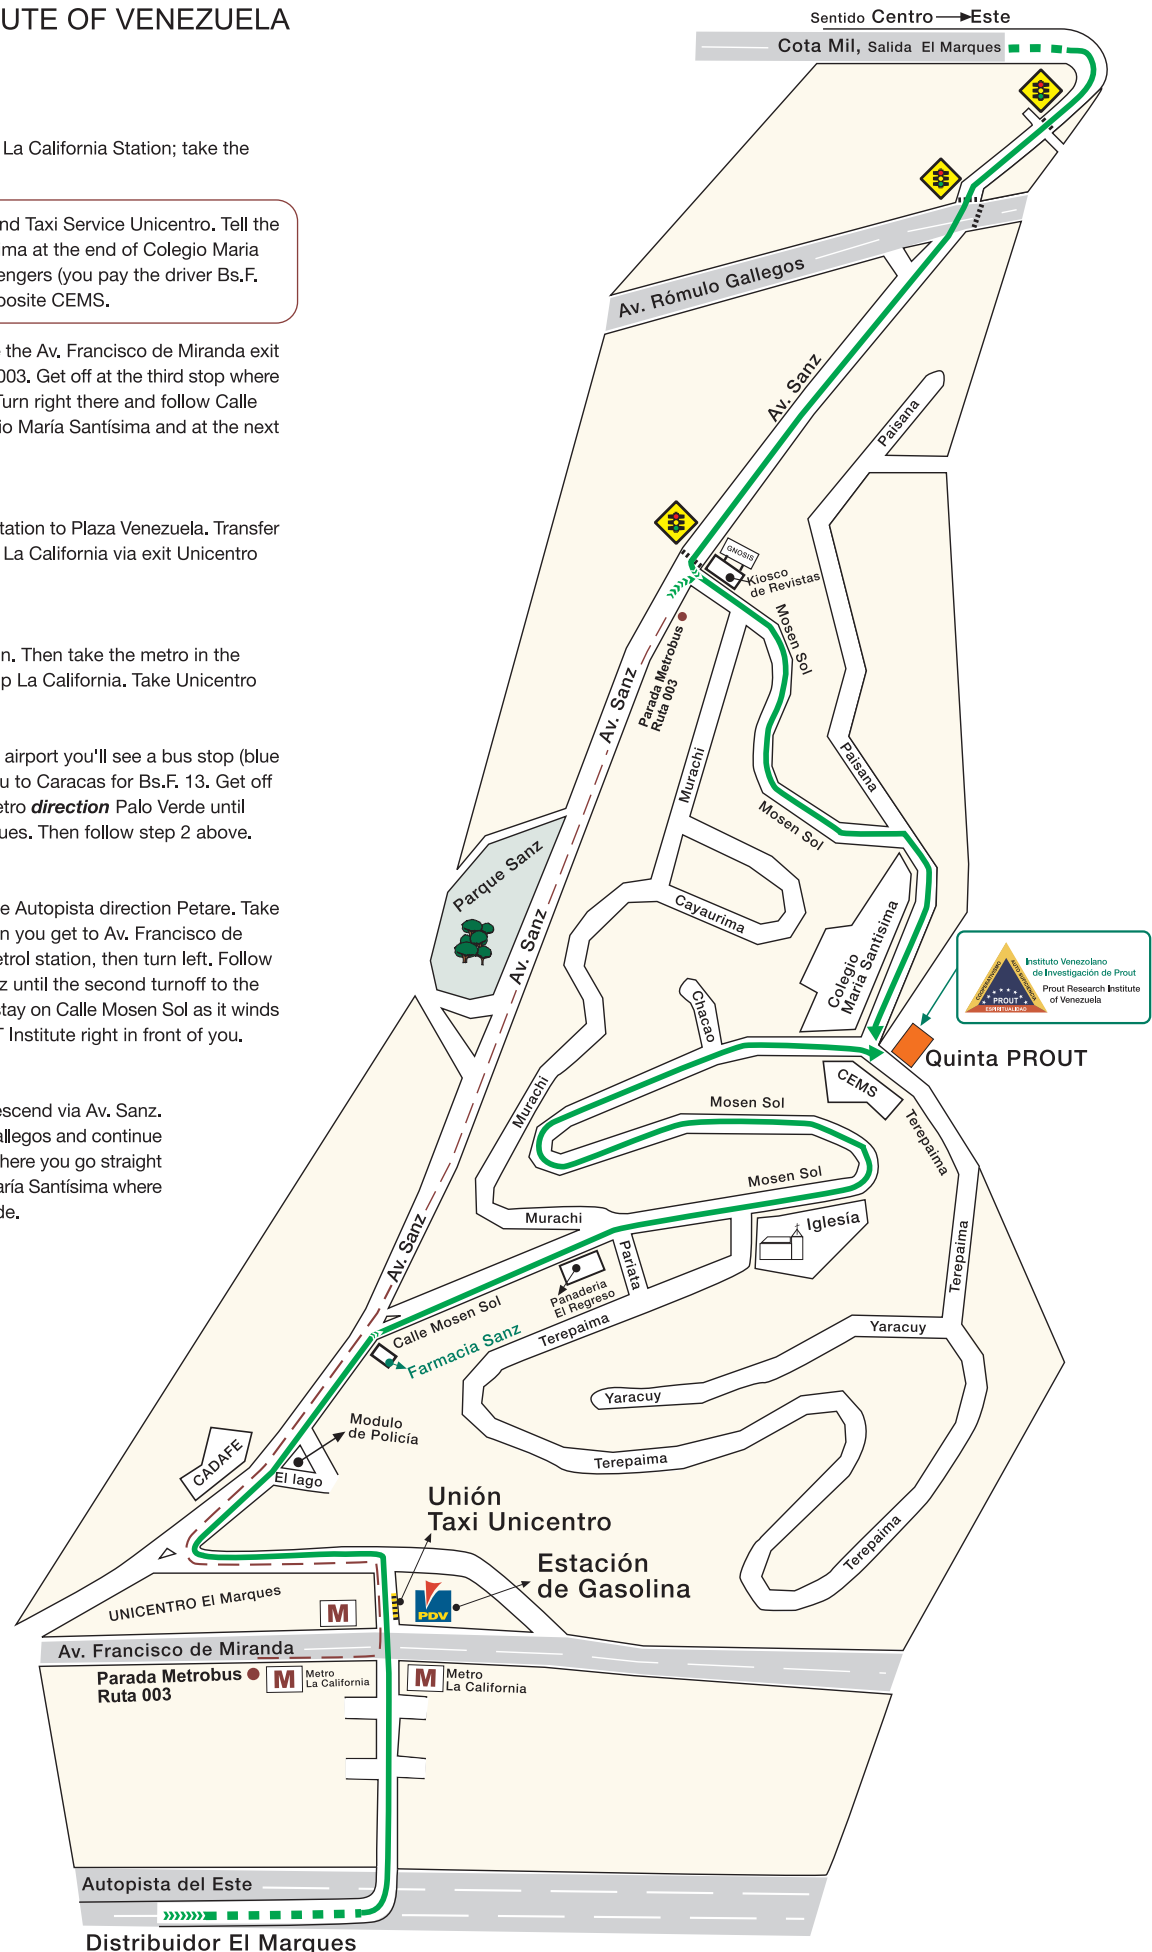 UTE OF VENEZUELA
La California Station; take the
nd Taxi Service Unicentro. Tell the
ima at the end of Colegio Maria
engers (you pay the driver Bs.F.
posite CEMS.
the Av. Francisco de Miranda exit
003. Get off at the third stop where
Turn right there and follow Calle
io María Santísima and at the next
tation to Plaza Venezuela. Transfer
La California via exit Unicentro
n. Then take the metro in the
p La California. Take Unicentro
airport you'll see a bus stop (blue
u to Caracas for Bs.F. 13. Get off
etro direction Palo Verde until
ques. Then follow step 2 above.
e Autopista direction Petare. Take
n you get to Av. Francisco de
etrol station, then turn left. Follow
z until the second turnoff to the
stay on Calle Mosen Sol as it winds
T Institute right in front of you.
escend via Av. Sanz.
allegos and continue
here you go straight
aría Santísima where
de.
Sentido Centro Este
Cota Mil, Salida El Marques
Av. Rómulo Gallegos
Av. Sanz
Paisana
GNOSIS
Kiosco
de Revistas
Mosen Sol
Parada Metrobus
Ruta 003
Av. Sanz
Murachi
Paisana
Mosen Sol
Parque Sanz
Cayaurima
Colegio
Maria Santisima
Av. Sanz
COOPERATIVISMO
AUTO SUFICIENCIA
PROUT
ESPIRITUALIDAD
Instituto Venezolano
de Investigación de Prout
Prout Research Institute
of Venezuela
Chacao
Quinta PROUT
CEMS
Murachi
Mosen Sol
Terepaima
Mosen Sol
Murachi
Iglesía
Av. Sanz
Pariata
Terepaima
Panaderia
El Regreso
Calle Mosen Sol
Terepaima
Yaracuy
Farmacia Sanz
Yaracuy
Modulo
de Policía
CADAFE
El lago
Terepaima
Unión
Taxi Unicentro
Terepaima
Estación
de Gasolina
UNICENTRO El Marques
M
PDV
Av. Francisco de Miranda
Parada Metrobus
Ruta 003
M
Metro
La California
M
Metro
La California
Autopista del Este
Distribuidor El Marques